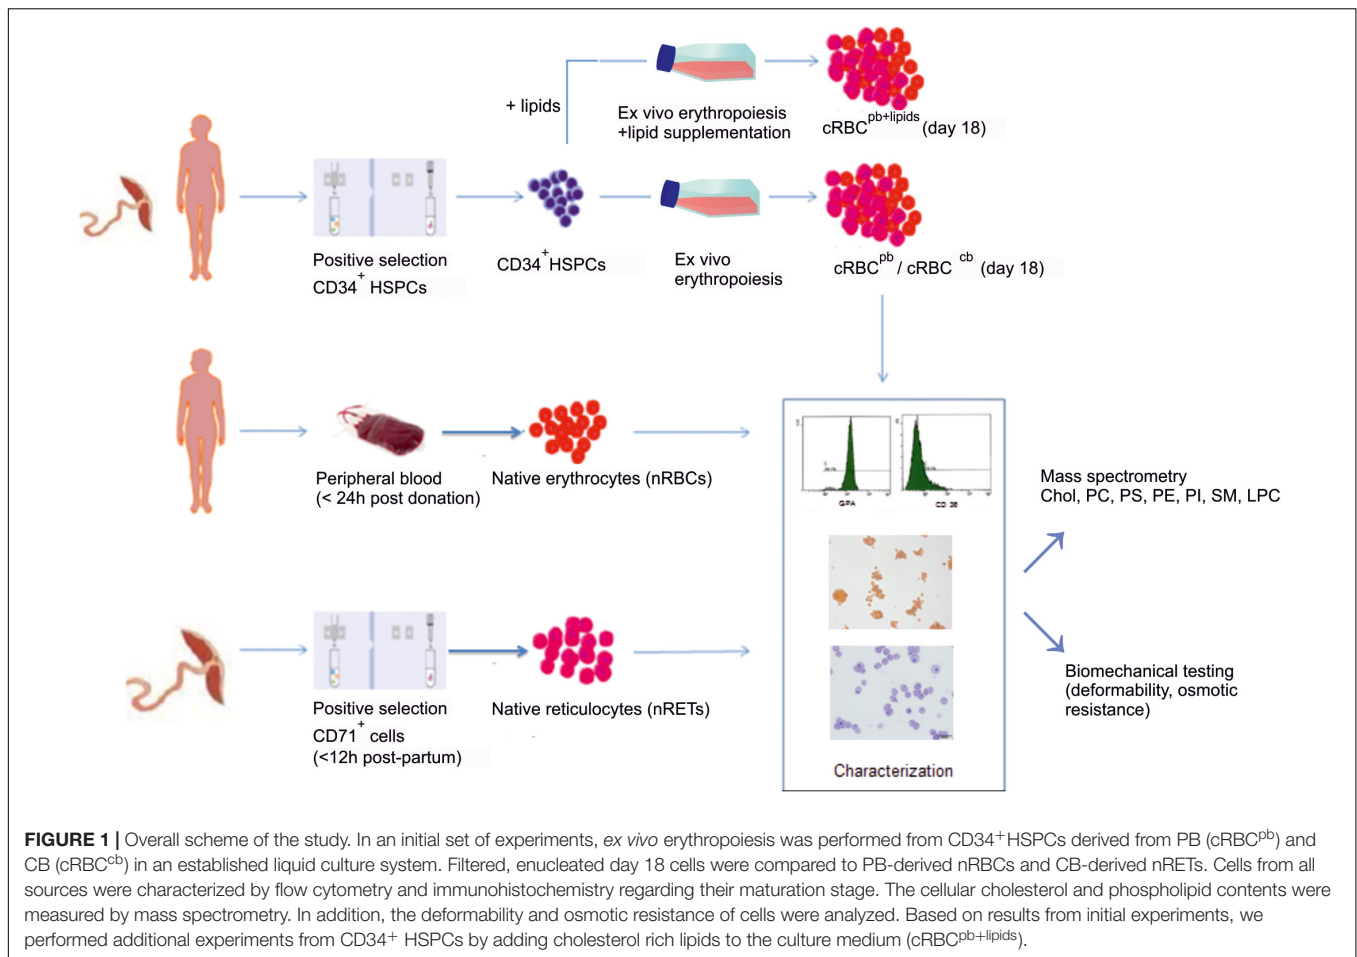 + lipids
Ex vivo erythropoiesis
+lipid supplementation
cRBC^pb+lipids (day 18)
Positive selection
CD34^+ HSPCs
CD34^+HSPCs
Ex vivo
erythropoiesis
cRBC^pb / cRBC^cb (day 18)
Peripheral blood
(< 24h post donation)
Native erythrocytes (nRBCs)
GPA
CD 36
Mass spectrometry
Chol, PC, PS, PE, PI, SM, LPC
Positive selection
CD71^+ cells
(<12h post-partum)
Native reticulocytes (nRETs)
Biomechanical testing
(deformability, osmotic
resistance)
Characterization
FIGURE 1 | Overall scheme of the study. In an initial set of experiments, ex vivo erythropoiesis was performed from CD34+HSPCs derived from PB (cRBC^pb) and
CB (cRBC^cb) in an established liquid culture system. Filtered, enucleated day 18 cells were compared to PB-derived nRBCs and CB-derived nRETs. Cells from all
sources were characterized by flow cytometry and immunohistochemistry regarding their maturation stage. The cellular cholesterol and phospholipid contents were
measured by mass spectrometry. In addition, the deformability and osmotic resistance of cells were analyzed. Based on results from initial experiments, we
performed additional experiments from CD34+ HSPCs by adding cholesterol rich lipids to the culture medium (cRBC^pb+lipids).